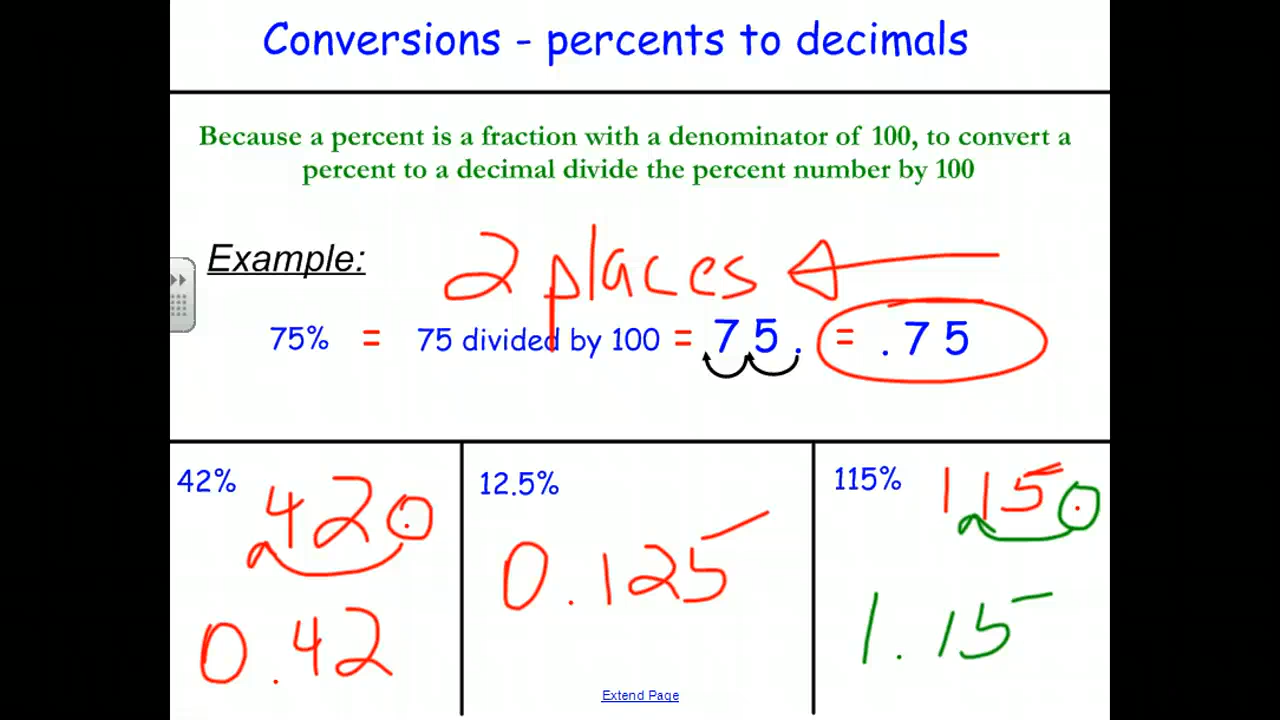 Conversions - percents to decimals
Because a percent is a fraction with a denominator of 100, to convert a
percent to a decimal divide the percent number by 100
Example:
2 places
75% = 75 divided by 100 = 75. = .75
42%
42.
0.42
12.5%
0.125
115%
115.
1.15
Extend Page